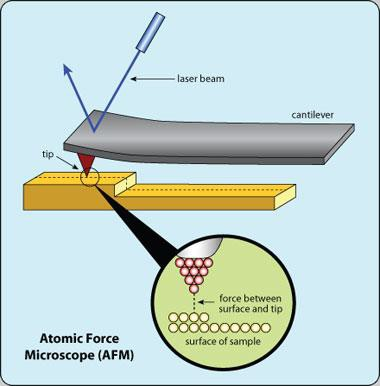 laser beam
cantilever
tip
force between
surface and tip
surface of sample
Atomic Force
Microscope (AFM)